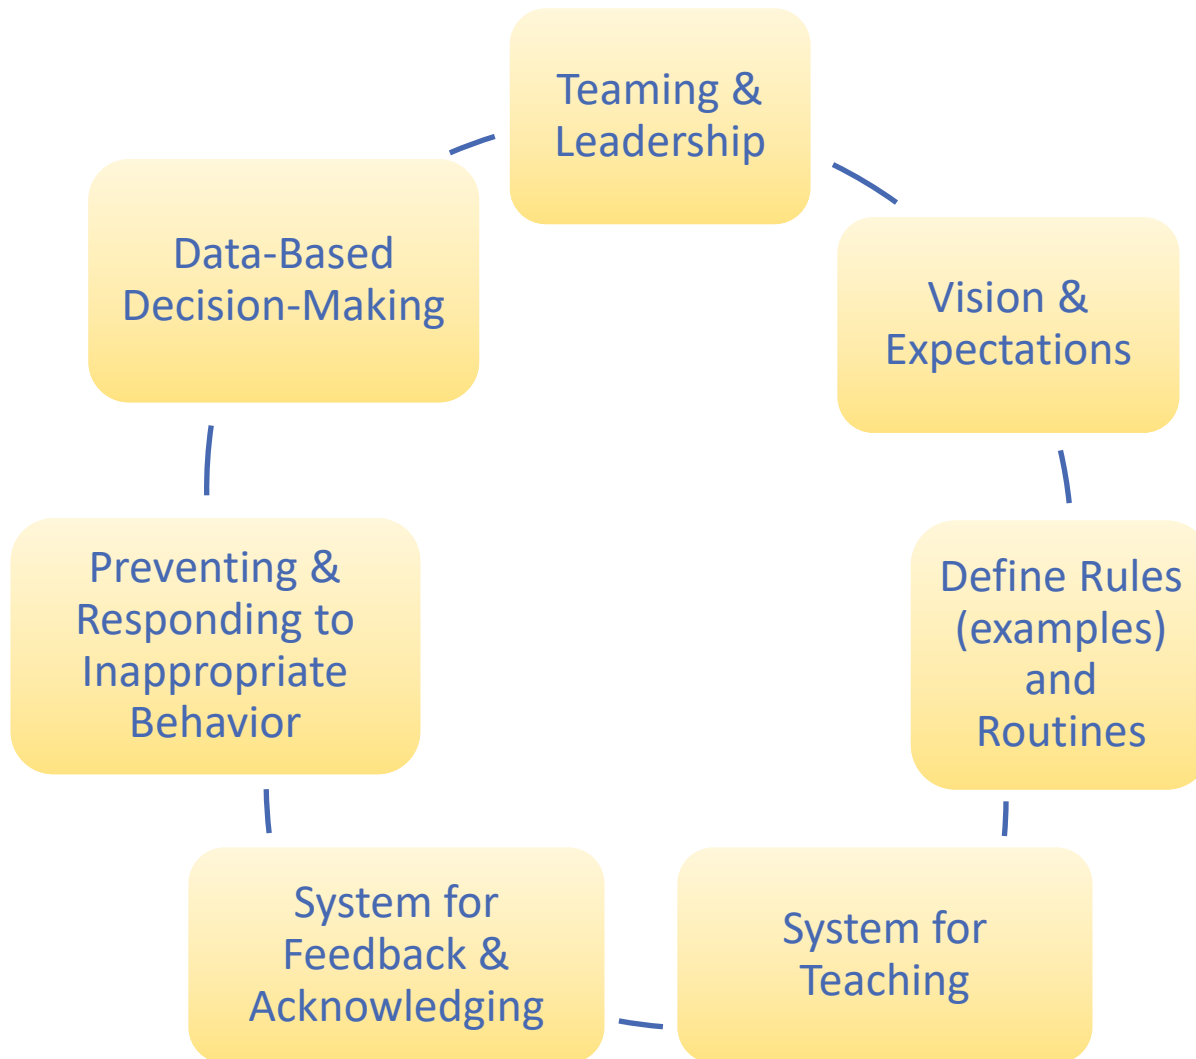 Teaming &
Leadership
Vision &
Expectations
Define Rules
(examples)
and
Routines
System for
Teaching
System for
Feedback &
Acknowledging
Preventing &
Responding to
Inappropriate
Behavior
Data-Based
Decision-Making